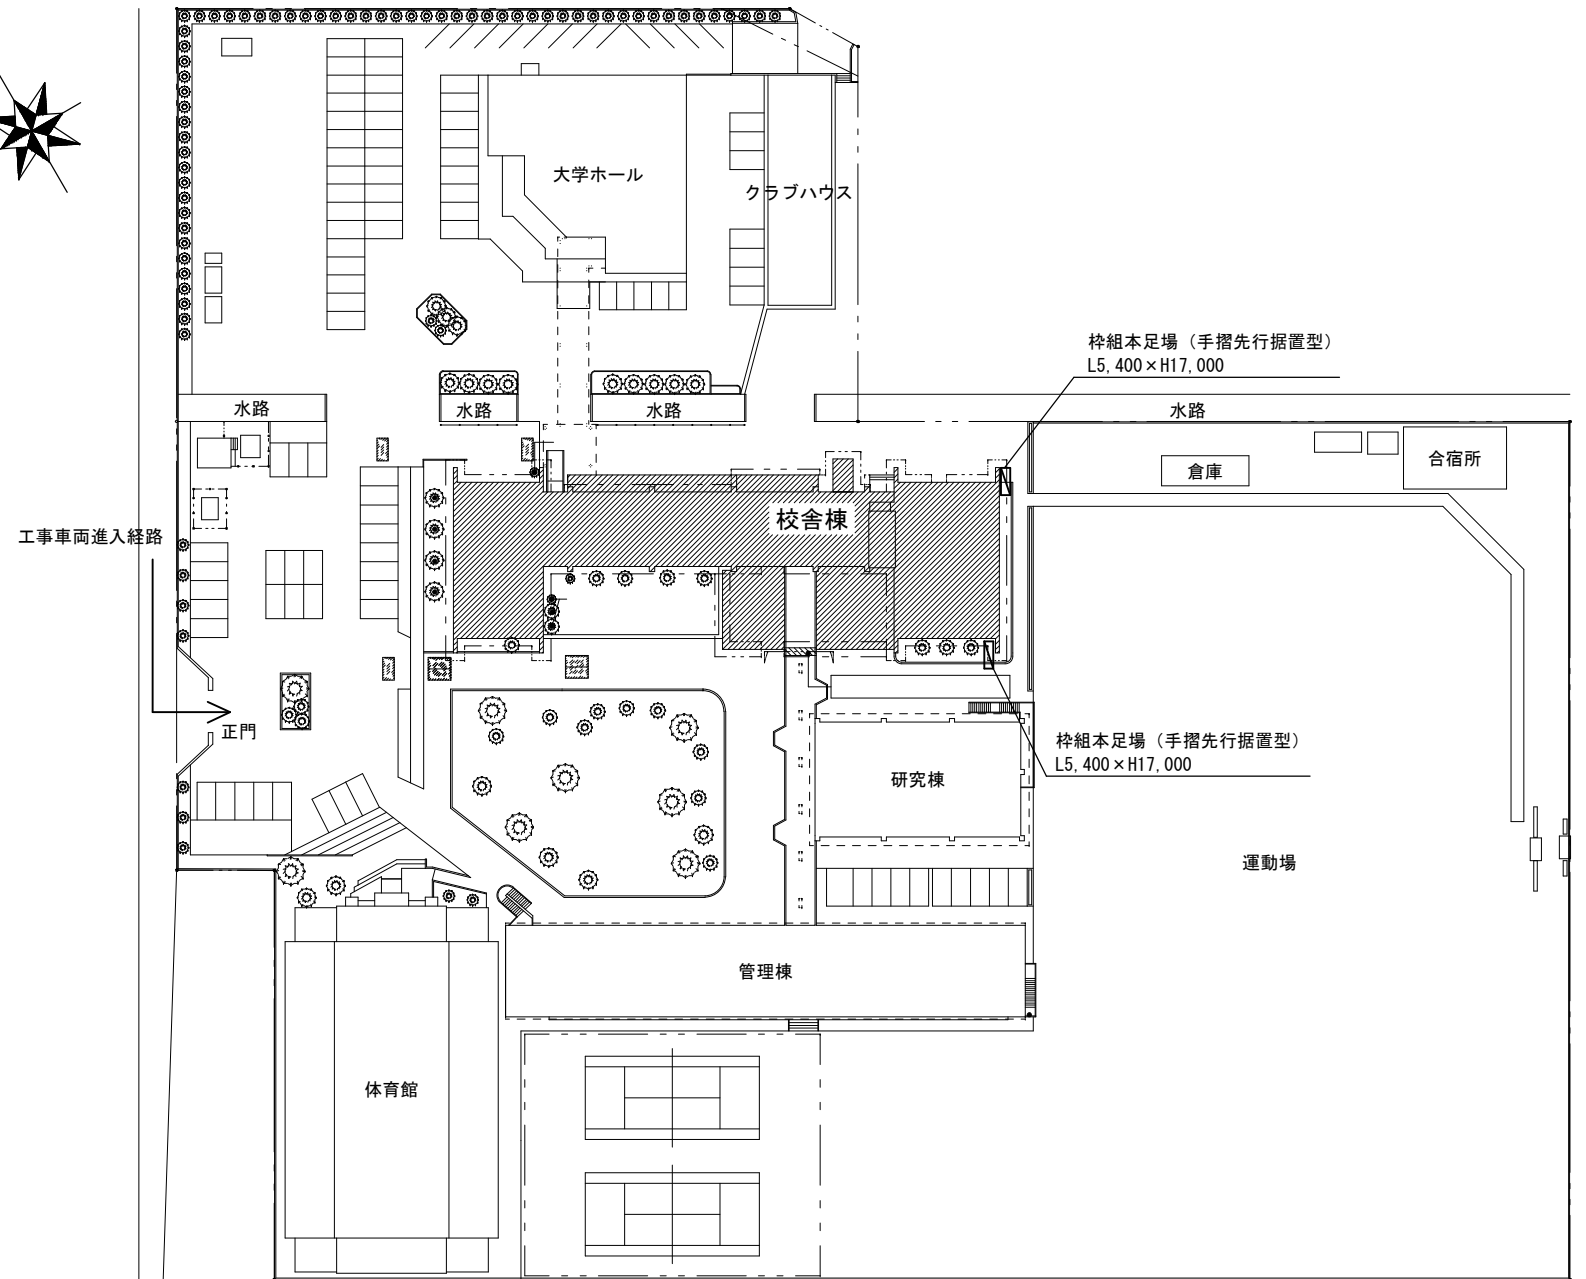 大学ホール
クラブハウス
枠組本足場（手摺先行据置型）
L5,400×H17,000
水路
水路
水路
水路
倉庫
合宿所
校舎棟
工事車両進入経路
正門
枠組本足場（手摺先行据置型）
L5,400×H17,000
研究棟
運動場
管理棟
体育館